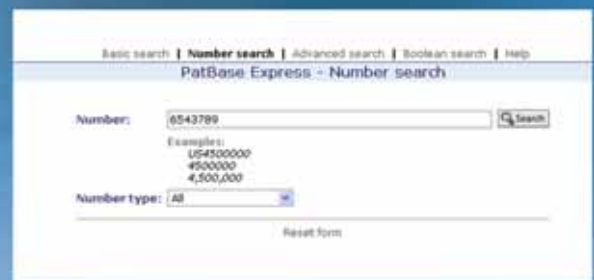 Basic search | Number search | Advanced search | Boolean search | Help
PatBase Express - Number search
Number: 6543789 Search
Examples:
US4500000
4500000
4,500,000
Number type: All
Reset form